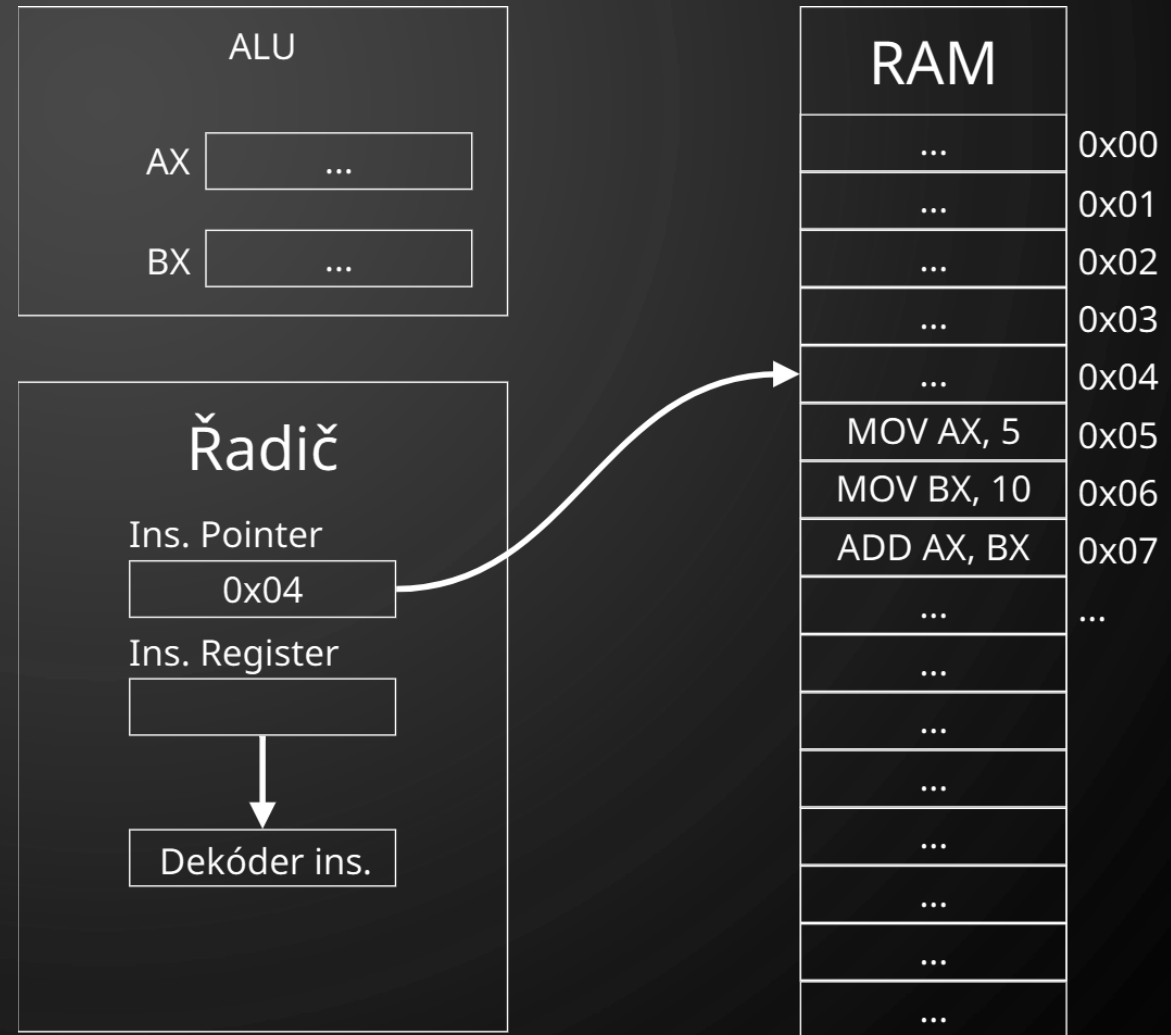 ALU
AX ...
BX ...
Řadič
Ins. Pointer
0x04
Ins. Register
Dekóder ins.
RAM
... 0x00
... 0x01
... 0x02
... 0x03
... 0x04
MOV AX, 5 0x05
MOV BX, 10 0x06
ADD AX, BX 0x07
... ...
...
...
...
...
...
...
...